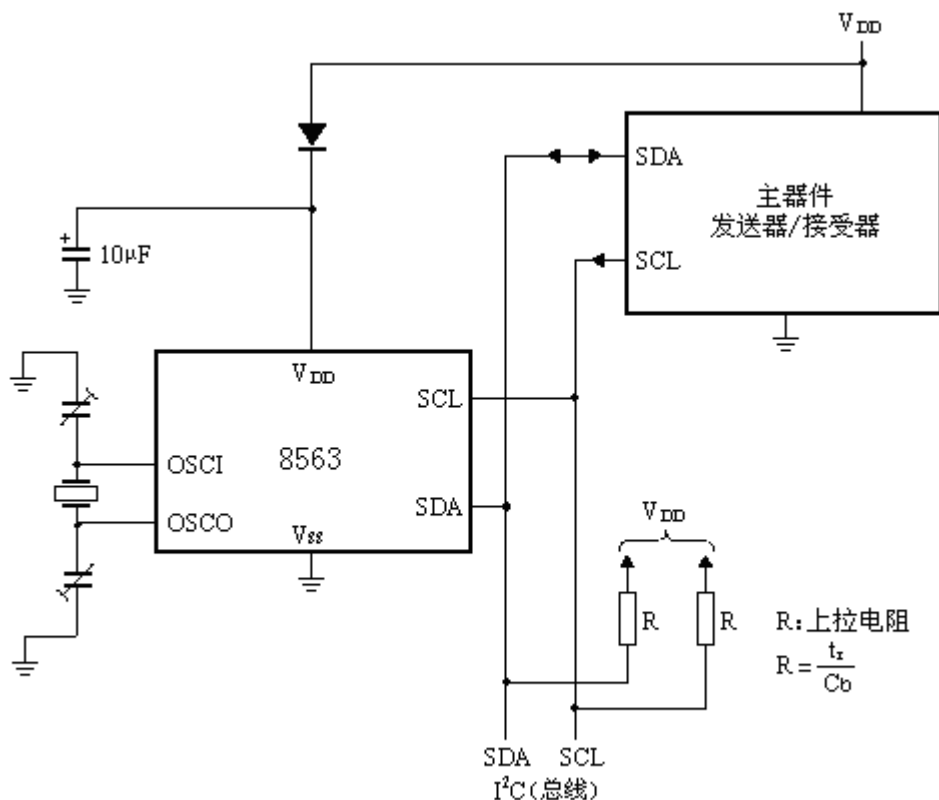 VDD
SDA
主器件
发送器/接受器
SCL
+
10μF
VDD
SCL
OSCI
8563
SDA
OSCO
Vss
VDD
R
R
R:上拉电阻
R=tr/Cb
SDA SCL
I²C(总线)